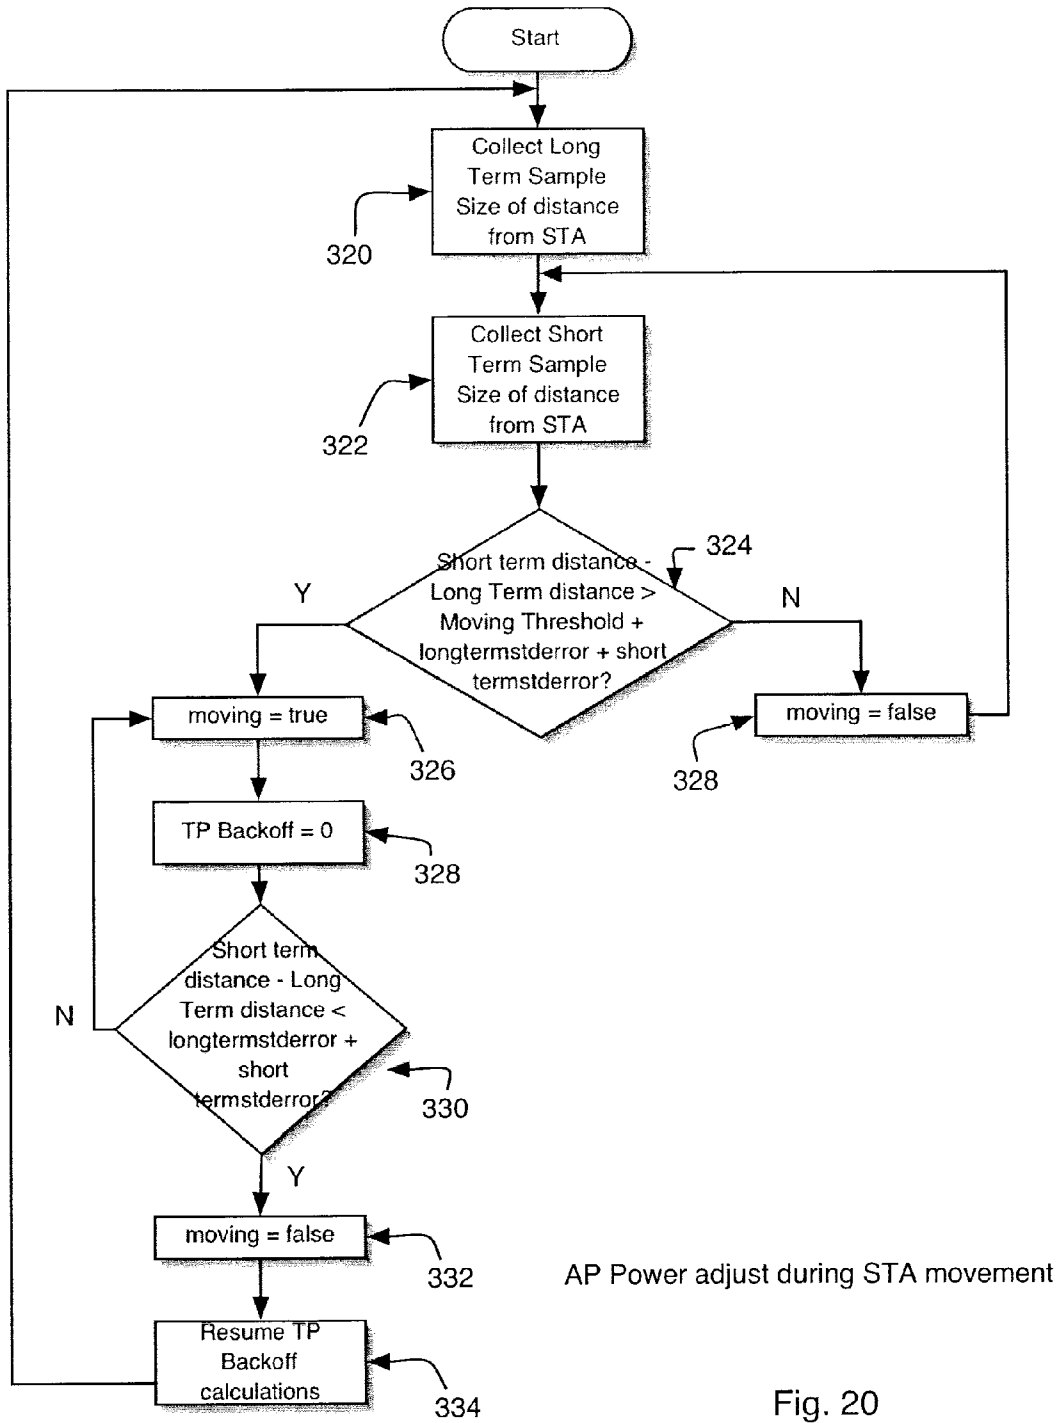 Start
Collect Long
Term Sample
Size of distance
from STA
320
Collect Short
Term Sample
Size of distance
from STA
322
Short term distance -
Long Term distance >
Moving Threshold +
longtermstderror + short
termstderror?
324
Y
N
moving = true
326
moving = false
328
TP Backoff = 0
328
Short term
distance - Long
Term distance <
longtermstderror +
short
termstderror?
N
330
Y
moving = false
332
AP Power adjust during STA movement
Resume TP
Backoff
calculations
334
Fig. 20